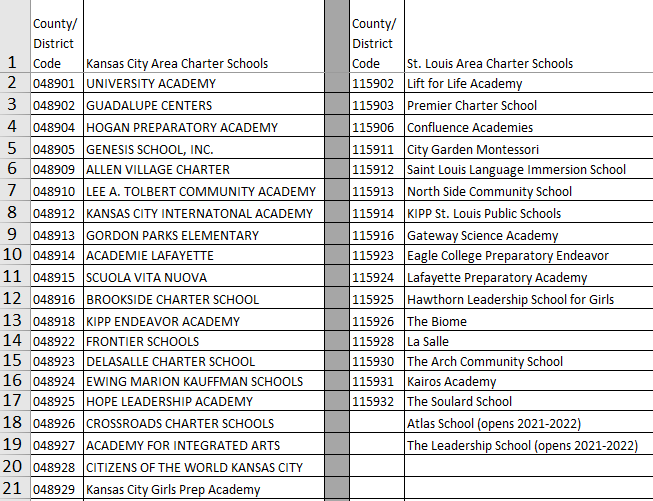 County/ County/
District District
1 Code Kansas City Area Charter Schools Code St. Louis Area Charter Schools
2 048901 UNIVERSITY ACADEMY 115902 Lift for Life Academy
3 048902 GUADALUPE CENTERS 115903 Premier Charter School
4 048904 HOGAN PREPARATORY ACADEMY 115906 Confluence Academies
5 048905 GENESIS SCHOOL, INC. 115911 City Garden Montessori
6 048909 ALLEN VILLAGE CHARTER 115912 Saint Louis Language Immersion School
7 048910 LEE A. TOLBERT COMMUNITY ACADEMY 115913 North Side Community School
8 048912 KANSAS CITY INTERNATONAL ACADEMY 115914 KIPP St. Louis Public Schools
9 048913 GORDON PARKS ELEMENTARY 115916 Gateway Science Academy
10 048914 ACADEMIE LAFAYETTE 115923 Eagle College Preparatory Endeavor
11 048915 SCUOLA VITA NUOVA 115924 Lafayette Preparatory Academy
12 048916 BROOKSIDE CHARTER SCHOOL 115925 Hawthorn Leadership School for Girls
13 048918 KIPP ENDEAVOR ACADEMY 115926 The Biome
14 048922 FRONTIER SCHOOLS 115928 La Salle
15 048923 DELASALLE CHARTER SCHOOL 115930 The Arch Community School
16 048924 EWING MARION KAUFFMAN SCHOOLS 115931 Kairos Academy
17 048925 HOPE LEADERSHIP ACADEMY 115932 The Soulard School
18 048926 CROSSROADS CHARTER SCHOOLS Atlas School (opens 2021-2022)
19 048927 ACADEMY FOR INTEGRATED ARTS The Leadership School (opens 2021-2022)
20 048928 CITIZENS OF THE WORLD KANSAS CITY
21 048929 Kansas City Girls Prep Academy